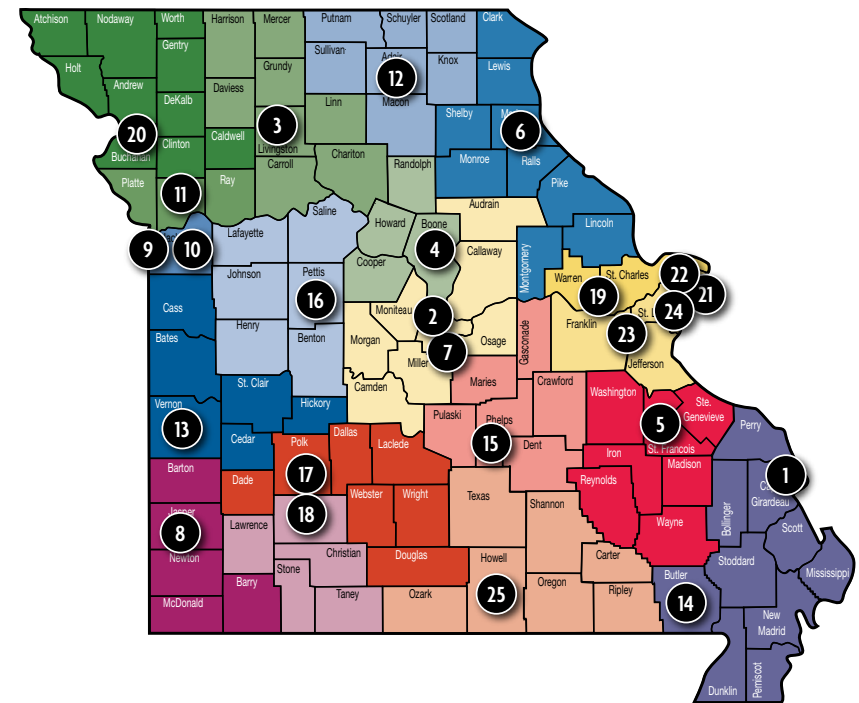 Atchison
Nodaway
Worth
Harrison
Mercer
Putnam
Schuyler
Scotland
Clark
Gentry
Sullivan
Adair
Knox
Lewis
Holt
Andrew
Daviess
Grundy
12
DeKalb
Linn
Macon
Shelby
6
20
Clinton
Caldwell
3
Livingston
Buchanan
Carroll
Chariton
Randolph
Monroe
Ralls
Platte
11
Ray
Pike
Audrain
Saline
Howard
Boone
Lincoln
9
10
Lafayette
4
Callaway
Montgomery
Cooper
Johnson
Pettis
Warren
St. Charles
22
16
19
21
Cass
Moniteau
2
24
Henry
Franklin
23
Bates
Benton
Morgan
7
Osage
Gasconade
Miller
Jefferson
St. Clair
Camden
Maries
Crawford
Washington
Vernon
Hickory
Ste.
Genevieve
13
Pulaski
Phelps
5
Perry
Cedar
Polk
Dallas
Laclede
15
Dent
St. Francois
Iron
Barton
17
Madison
1
Dade
Reynolds
Girardeau
Webster
Wright
Texas
Shannon
Bollinger
Jasper
18
8
Lawrence
Wayne
Scott
Newton
Christian
Douglas
Howell
Carter
Stoddard
Mississippi
Stone
Barry
Taney
Ozark
25
Oregon
Ripley
Butler
14
McDonald
New
Madrid
Dunklin
Pemiscot